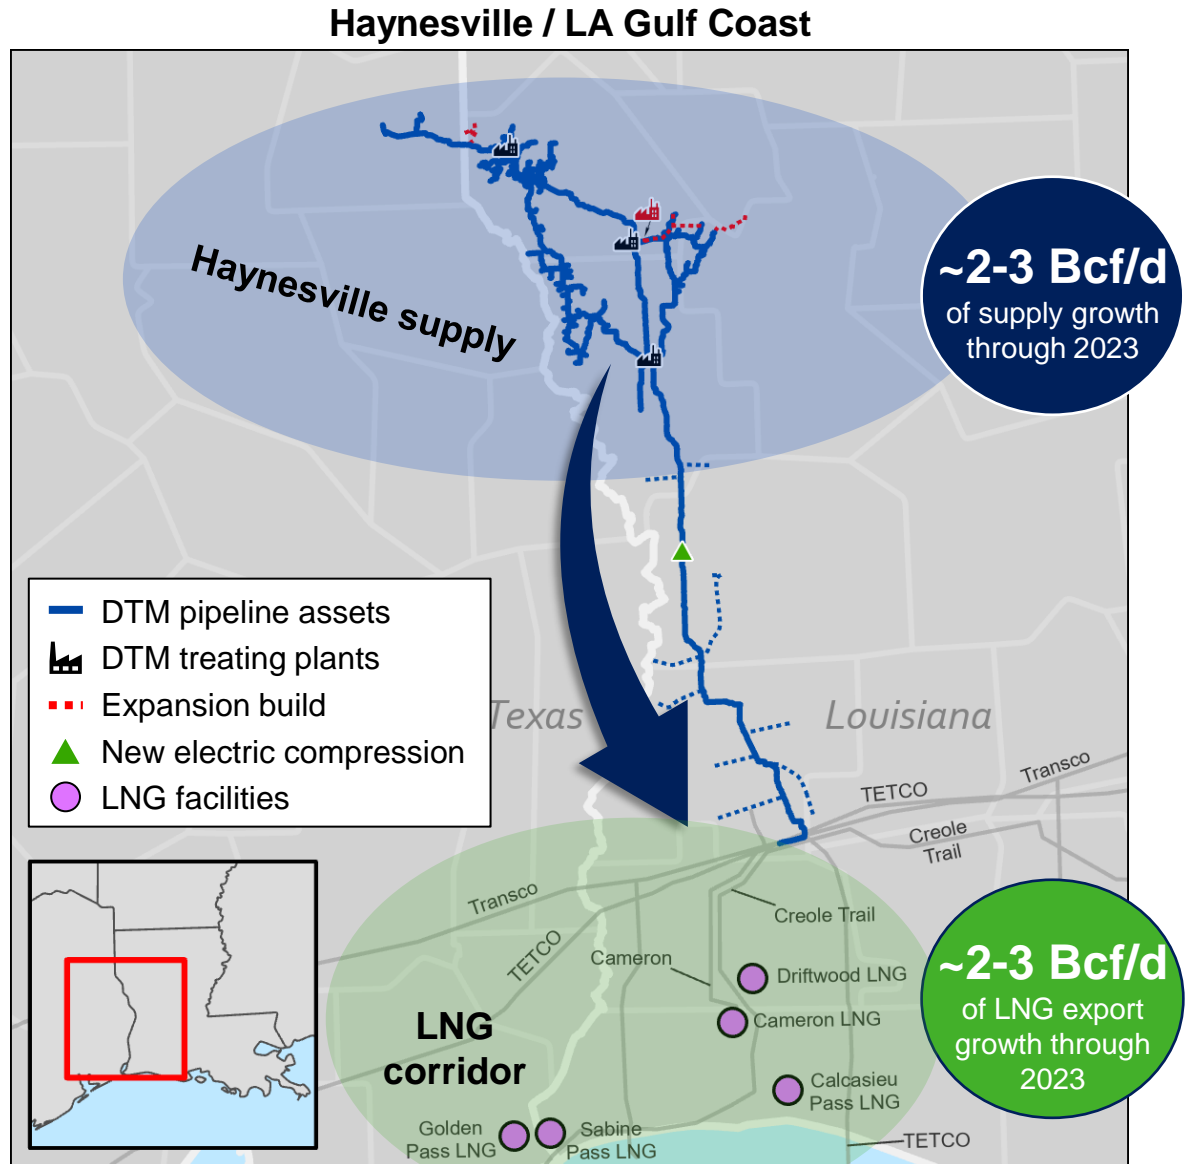 Haynesville / LA Gulf Coast
Haynesville supply
~2-3 Bcf/d
of supply growth
through 2023
DTM pipeline assets
DTM treating plants
Expansion build
New electric compression
LNG facilities
Texas
Louisiana
Transco
TETCO
Creole
Trail
Transco
TETCO
Creole Trail
Cameron
Driftwood LNG
Cameron LNG
LNG
corridor
~2-3 Bcf/d
of LNG export
growth through
2023
Calcasieu
Pass LNG
Golden
Pass LNG
Sabine
Pass LNG
TETCO